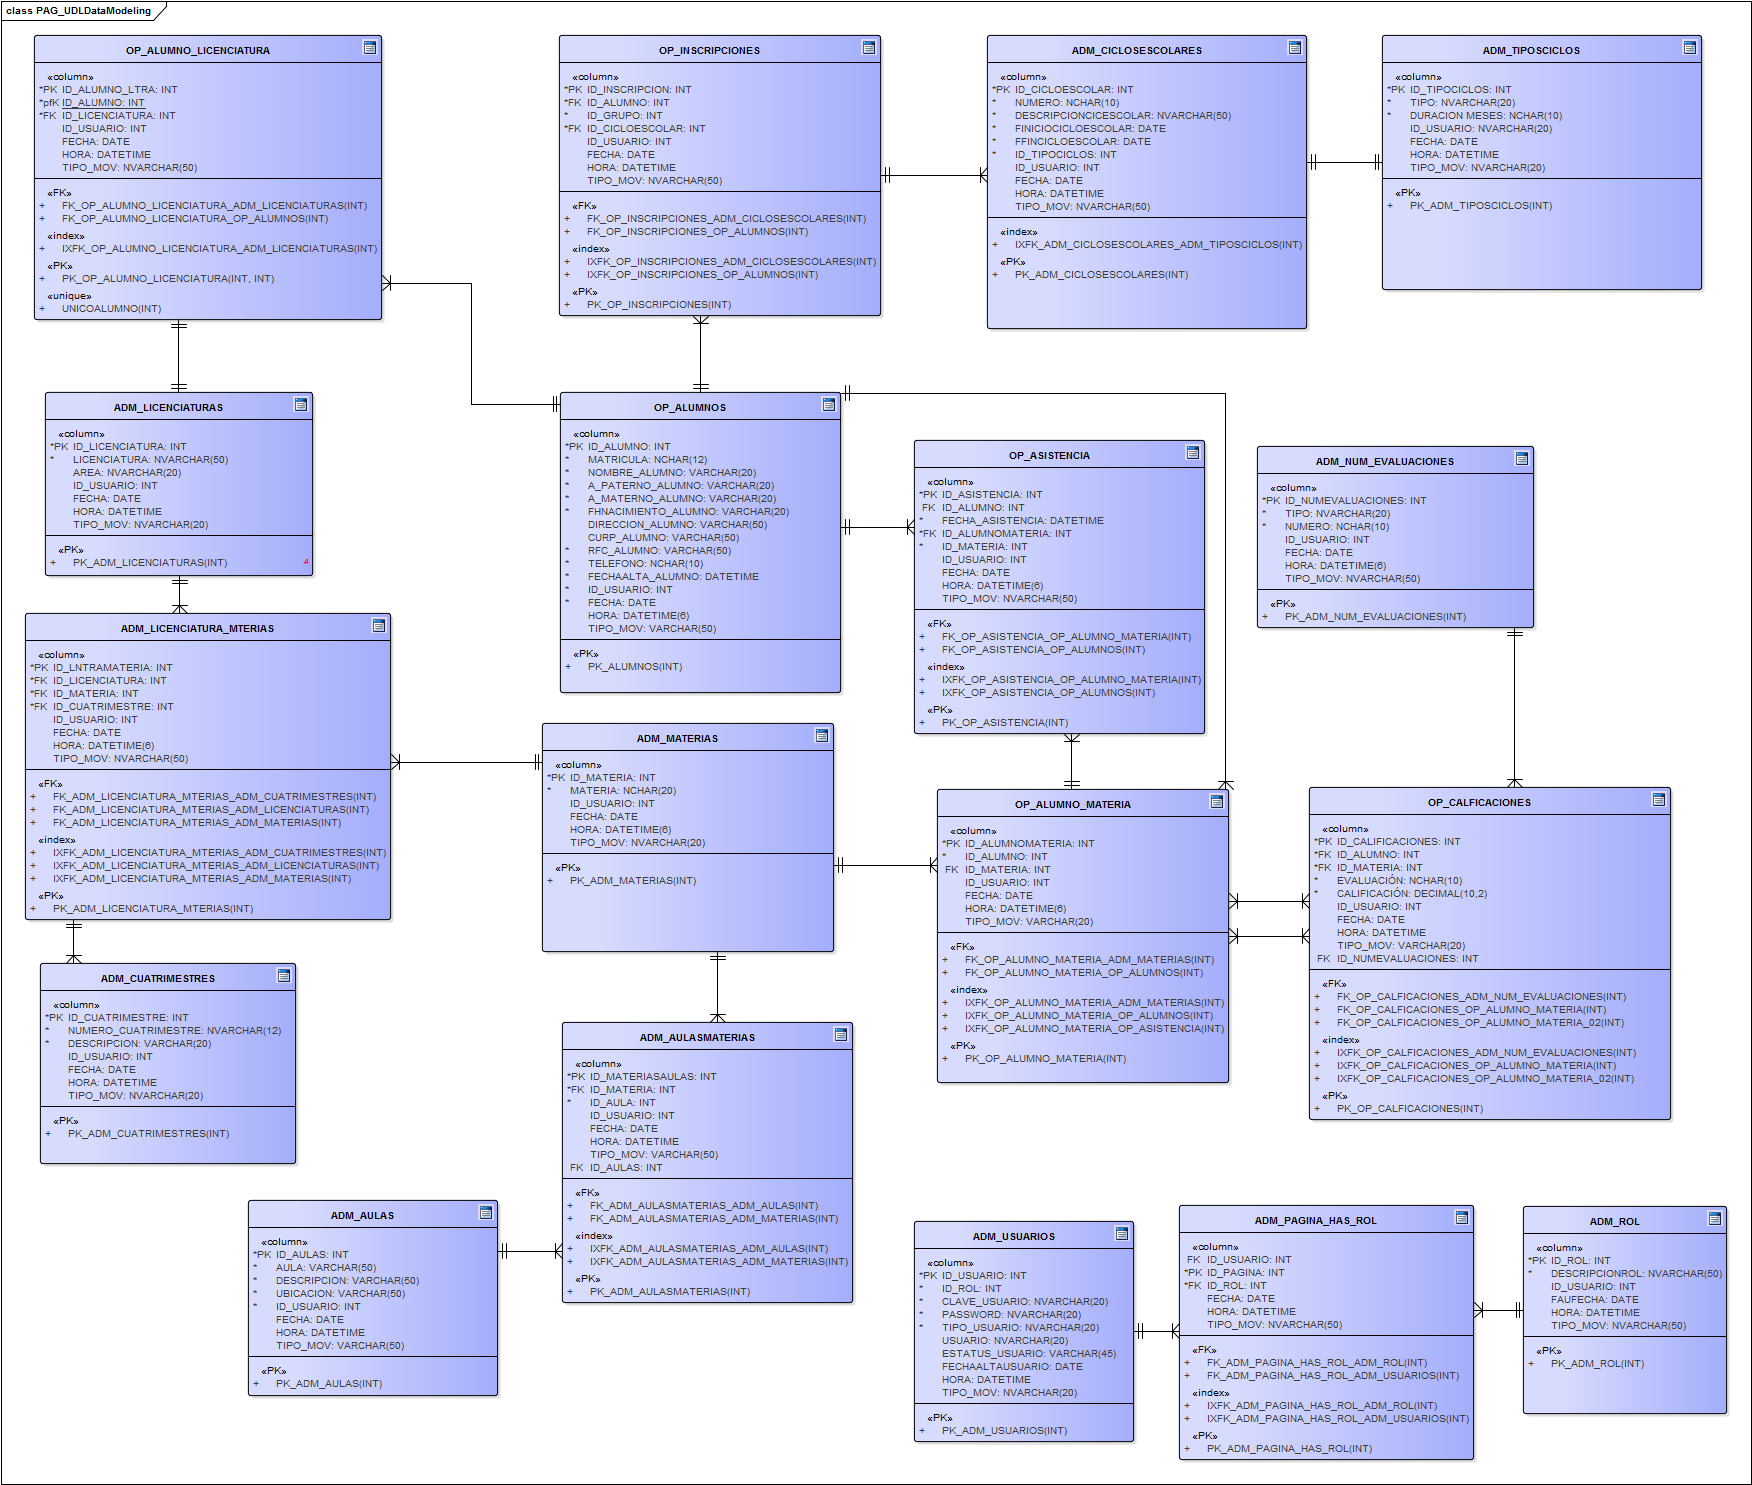 class PAG_UDLDataModeling
OP_ALUMNO_LICENCIATURA
«column»
*PK ID_ALUMNO_LTRA: INT
*pfK ID_ALUMNO: INT
*FK ID_LICENCIATURA: INT
ID_USUARIO: INT
FECHA: DATE
HORA: DATETIME
TIPO_MOV: NVARCHAR(50)
«FK»
+ FK_OP_ALUMNO_LICENCIATURA_ADM_LICENCIATURAS(INT)
+ FK_OP_ALUMNO_LICENCIATURA_OP_ALUMNOS(INT)
«index»
+ IXFK_OP_ALUMNO_LICENCIATURA_ADM_LICENCIATURAS(INT)
«PK»
+ PK_OP_ALUMNO_LICENCIATURA(INT, INT)
«unique»
+ UNICOALUMNO(INT)
OP_INSCRIPCIONES
«column»
*PK ID_INSCRIPCION: INT
*FK ID_ALUMNO: INT
* ID_GRUPO: INT
*FK ID_CICLOESCOLAR: INT
ID_USUARIO: INT
FECHA: DATE
HORA: DATETIME
TIPO_MOV: NVARCHAR(50)
«FK»
+ FK_OP_INSCRIPCIONES_ADM_CICLOSESCOLARES(INT)
+ FK_OP_INSCRIPCIONES_OP_ALUMNOS(INT)
«index»
+ IXFK_OP_INSCRIPCIONES_ADM_CICLOSESCOLARES(INT)
+ IXFK_OP_INSCRIPCIONES_OP_ALUMNOS(INT)
«PK»
+ PK_OP_INSCRIPCIONES(INT)
ADM_CICLOSESCOLARES
«column»
*PK ID_CICLOESCOLAR: INT
* NUMERO: NCHAR(10)
* DESCRIPCIONCICESCOLAR: NVARCHAR(50)
* FINICIOCICLOESCOLAR: DATE
* FFINCICLOESCOLAR: DATE
* ID_TIPOCICLOS: INT
ID_USUARIO: INT
FECHA: DATE
HORA: DATETIME
TIPO_MOV: NVARCHAR(50)
«index»
+ IXFK_ADM_CICLOSESCOLARES_ADM_TIPOSCICLOS(INT)
«PK»
+ PK_ADM_CICLOSESCOLARES(INT)
ADM_TIPOSCICLOS
«column»
*PK ID_TIPOCICLOS: INT
* TIPO: NVARCHAR(20)
* DURACION MESES: NCHAR(10)
ID_USUARIO: NVARCHAR(20)
FECHA: DATE
HORA: DATETIME
TIPO_MOV: NVARCHAR(20)
«PK»
+ PK_ADM_TIPOSCICLOS(INT)
ADM_LICENCIATURAS
«column»
*PK ID_LICENCIATURA: INT
* LICENCIATURA: NVARCHAR(50)
AREA: NVARCHAR(20)
ID_USUARIO: INT
FECHA: DATE
HORA: DATETIME
TIPO_MOV: NVARCHAR(20)
«PK»
+ PK_ADM_LICENCIATURAS(INT) A
OP_ALUMNOS
«column»
*PK ID_ALUMNO: INT
* MATRICULA: NCHAR(12)
* NOMBRE_ALUMNO: VARCHAR(20)
* A_PATERNO_ALUMNO: VARCHAR(20)
* A_MATERNO_ALUMNO: VARCHAR(20)
* FHNACIMIENTO_ALUMNO: VARCHAR(20)
DIRECCION_ALUMNO: VARCHAR(50)
CURP_ALUMNO: VARCHAR(50)
* RFC_ALUMNO: VARCHAR(50)
* TELEFONO: NCHAR(10)
* FECHAALTA_ALUMNO: DATETIME
* ID_USUARIO: INT
* FECHA: DATE
HORA: DATETIME(6)
TIPO_MOV: VARCHAR(50)
«PK»
+ PK_ALUMNOS(INT)
OP_ASISTENCIA
«column»
*PK ID_ASISTENCIA: INT
FK ID_ALUMNO: INT
* FECHA_ASISTENCIA: DATETIME
*FK ID_ALUMNOMATERIA: INT
* ID_MATERIA: INT
ID_USUARIO: INT
FECHA: DATE
HORA: DATETIME(6)
TIPO_MOV: NVARCHAR(50)
«FK»
+ FK_OP_ASISTENCIA_OP_ALUMNO_MATERIA(INT)
+ FK_OP_ASISTENCIA_OP_ALUMNOS(INT)
«index»
+ IXFK_OP_ASISTENCIA_OP_ALUMNO_MATERIA(INT)
+ IXFK_OP_ASISTENCIA_OP_ALUMNOS(INT)
«PK»
+ PK_OP_ASISTENCIA(INT)
ADM_NUM_EVALUACIONES
«column»
*PK ID_NUMEVALUACIONES: INT
* TIPO: NVARCHAR(20)
* NUMERO: NCHAR(10)
ID_USUARIO: INT
FECHA: DATE
HORA: DATETIME(6)
TIPO_MOV: NVARCHAR(50)
«PK»
+ PK_ADM_NUM_EVALUACIONES(INT)
ADM_LICENCIATURA_MTERIAS
«column»
*PK ID_LNTRAMATERIA: INT
*FK ID_LICENCIATURA: INT
*FK ID_MATERIA: INT
*FK ID_CUATRIMESTRE: INT
ID_USUARIO: INT
FECHA: DATE
HORA: DATETIME(6)
TIPO_MOV: NVARCHAR(50)
«FK»
+ FK_ADM_LICENCIATURA_MTERIAS_ADM_CUATRIMESTRES(INT)
+ FK_ADM_LICENCIATURA_MTERIAS_ADM_LICENCIATURAS(INT)
+ FK_ADM_LICENCIATURA_MTERIAS_ADM_MATERIAS(INT)
«index»
+ IXFK_ADM_LICENCIATURA_MTERIAS_ADM_CUATRIMESTRES(INT)
+ IXFK_ADM_LICENCIATURA_MTERIAS_ADM_LICENCIATURAS(INT)
+ IXFK_ADM_LICENCIATURA_MTERIAS_ADM_MATERIAS(INT)
«PK»
+ PK_ADM_LICENCIATURA_MTERIAS(INT)
ADM_MATERIAS
«column»
*PK ID_MATERIA: INT
* MATERIA: NCHAR(20)
ID_USUARIO: INT
FECHA: DATE
HORA: DATETIME(6)
TIPO_MOV: NVARCHAR(20)
«PK»
+ PK_ADM_MATERIAS(INT)
OP_ALUMNO_MATERIA
«column»
*PK ID_ALUMNOMATERIA: INT
* ID_ALUMNO: INT
FK ID_MATERIA: INT
ID_USUARIO: INT
FECHA: DATE
HORA: DATETIME(6)
TIPO_MOV: NVARCHAR(20)
«FK»
+ FK_OP_ALUMNO_MATERIA_ADM_MATERIAS(INT)
+ FK_OP_ALUMNO_MATERIA_OP_ALUMNOS(INT)
«index»
+ IXFK_OP_ALUMNO_MATERIA_ADM_MATERIAS(INT)
+ IXFK_OP_ALUMNO_MATERIA_OP_ALUMNOS(INT)
+ IXFK_OP_ALUMNO_MATERIA_OP_ASISTENCIA(INT)
«PK»
+ PK_OP_ALUMNO_MATERIA(INT)
OP_CALFICACIONES
«column»
*PK ID_CALIFICACIONES: INT
*FK ID_ALUMNO: INT
*FK ID_MATERIA: INT
* EVALUACIÓN: NCHAR(10)
* CALIFICACIÓN: DECIMAL(10,2)
ID_USUARIO: INT
FECHA: DATE
HORA: DATETIME
TIPO_MOV: VARCHAR(20)
FK ID_NUMEVALUACIONES: INT
«FK»
+ FK_OP_CALFICACIONES_ADM_NUM_EVALUACIONES(INT)
+ FK_OP_CALFICACIONES_OP_ALUMNO_MATERIA(INT)
+ FK_OP_CALFICACIONES_OP_ALUMNO_MATERIA_02(INT)
«index»
+ IXFK_OP_CALFICACIONES_ADM_NUM_EVALUACIONES(INT)
+ IXFK_OP_CALFICACIONES_OP_ALUMNO_MATERIA(INT)
+ IXFK_OP_CALFICACIONES_OP_ALUMNO_MATERIA_02(INT)
«PK»
+ PK_OP_CALFICACIONES(INT)
ADM_CUATRIMESTRES
«column»
*PK ID_CUATRIMESTRE: INT
* NUMERO_CUATRIMESTRE: NVARCHAR(12)
* DESCRIPCION: VARCHAR(20)
ID_USUARIO: INT
FECHA: DATE
HORA: DATETIME
TIPO_MOV: NVARCHAR(20)
«PK»
+ PK_ADM_CUATRIMESTRES(INT)
ADM_AULASMATERIAS
«column»
*PK ID_MATERIASAULAS: INT
*FK ID_MATERIA: INT
* ID_AULA: INT
ID_USUARIO: INT
FECHA: DATE
HORA: DATETIME
TIPO_MOV: VARCHAR(50)
FK ID_AULAS: INT
«FK»
+ FK_ADM_AULASMATERIAS_ADM_AULAS(INT)
+ FK_ADM_AULASMATERIAS_ADM_MATERIAS(INT)
«index»
+ IXFK_ADM_AULASMATERIAS_ADM_AULAS(INT)
+ IXFK_ADM_AULASMATERIAS_ADM_MATERIAS(INT)
«PK»
+ PK_ADM_AULASMATERIAS(INT)
ADM_AULAS
«column»
*PK ID_AULAS: INT
* AULA: VARCHAR(50)
* DESCRIPCION: VARCHAR(50)
* UBICACION: VARCHAR(50)
* ID_USUARIO: INT
FECHA: DATE
HORA: DATETIME
TIPO_MOV: VARCHAR(50)
«PK»
+ PK_ADM_AULAS(INT)
ADM_USUARIOS
«column»
*PK ID_USUARIO: INT
* ID_ROL: INT
* CLAVE_USUARIO: NVARCHAR(20)
* PASSWORD: NVARCHAR(20)
* TIPO_USUARIO: NVARCHAR(20)
USUARIO: NVARCHAR(20)
ESTATUS_USUARIO: VARCHAR(45)
FECHAALTAUSUARIO: DATE
HORA: DATETIME
TIPO_MOV: NVARCHAR(20)
«PK»
+ PK_ADM_USUARIOS(INT)
ADM_PAGINA_HAS_ROL
«column»
FK ID_USUARIO: INT
*PK ID_PAGINA: INT
*FK ID_ROL: INT
FECHA: DATE
HORA: DATETIME
TIPO_MOV: NVARCHAR(50)
«FK»
+ FK_ADM_PAGINA_HAS_ROL_ADM_ROL(INT)
+ FK_ADM_PAGINA_HAS_ROL_ADM_USUARIOS(INT)
«index»
+ IXFK_ADM_PAGINA_HAS_ROL_ADM_ROL(INT)
+ IXFK_ADM_PAGINA_HAS_ROL_ADM_USUARIOS(INT)
«PK»
+ PK_ADM_PAGINA_HAS_ROL(INT)
ADM_ROL
«column»
*PK ID_ROL: INT
* DESCRIPCIONROL: NVARCHAR(50)
ID_USUARIO: INT
FAUFECHA: DATE
HORA: DATETIME
TIPO_MOV: NVARCHAR(50)
«PK»
+ PK_ADM_ROL(INT)